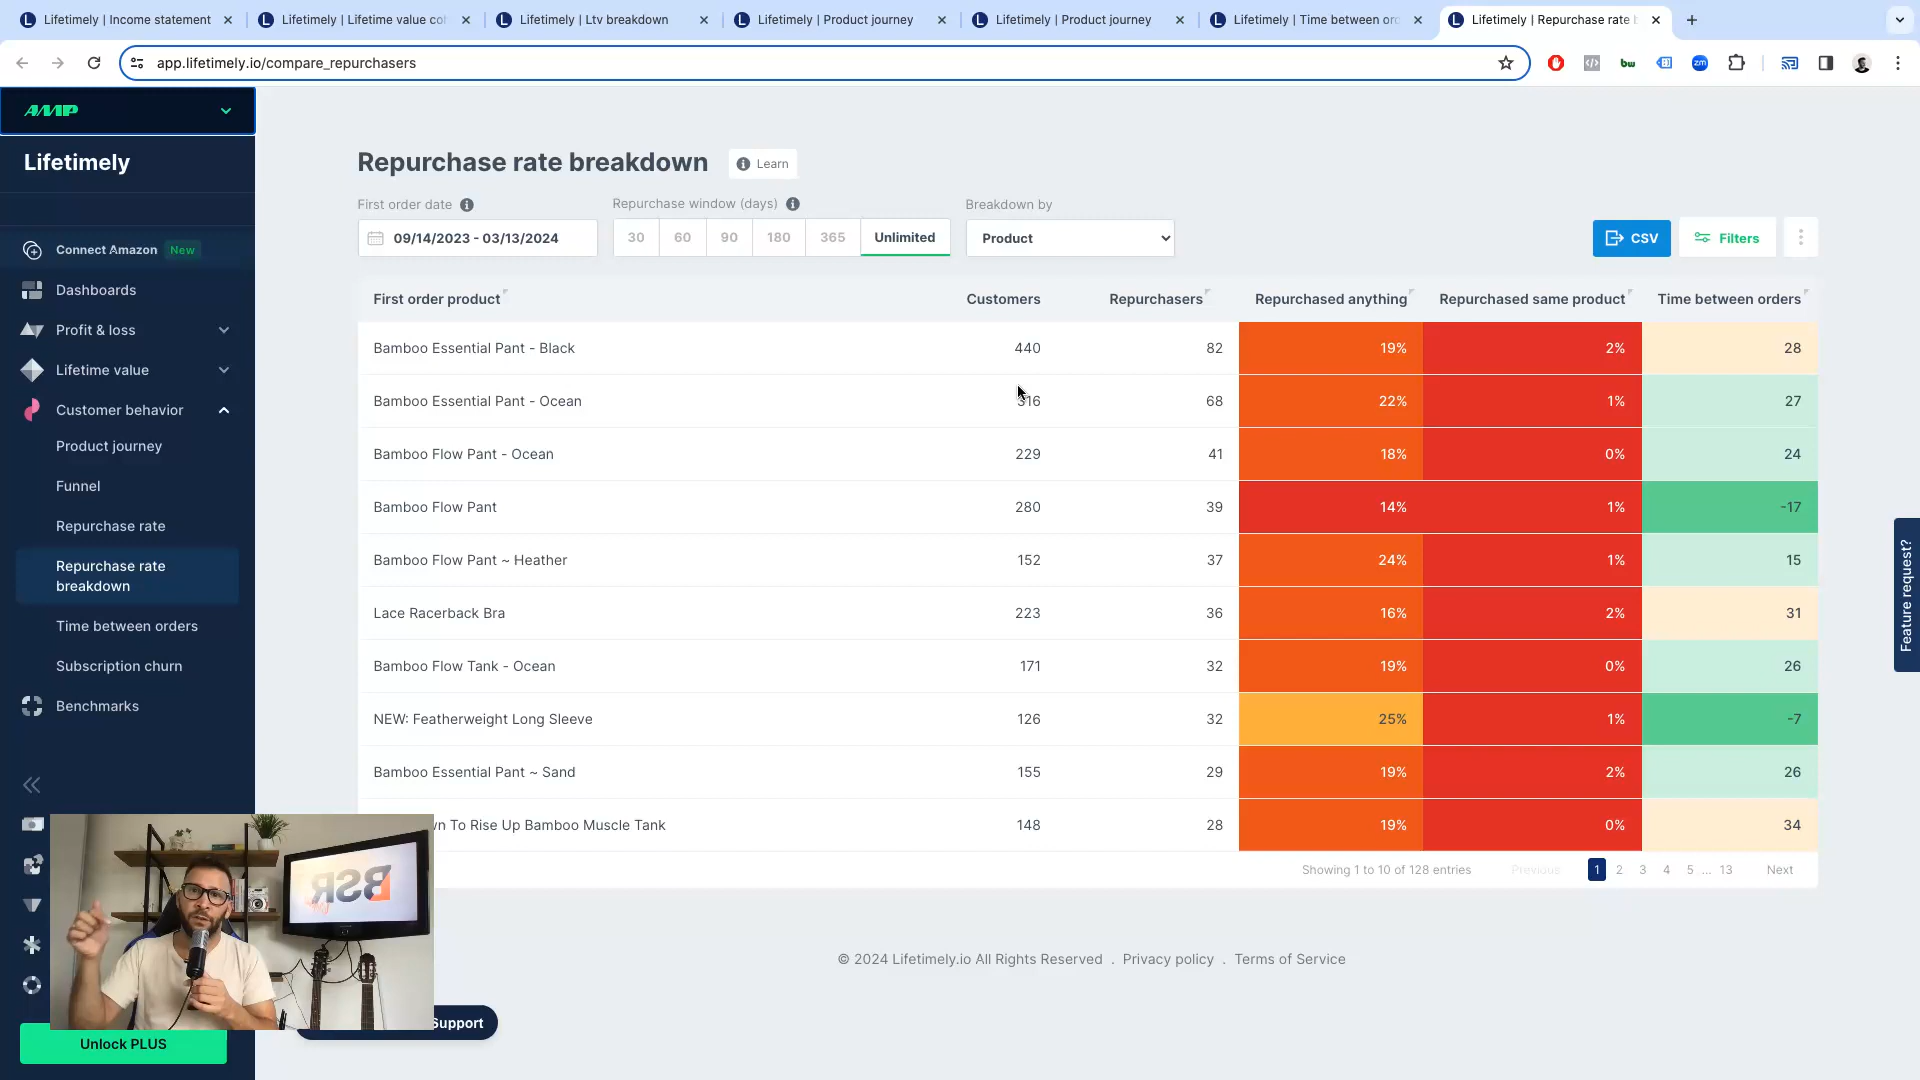 Lifetimely | Income statement
Lifetimely | Lifetime value co
Lifetimely | Ltv breakdown
Lifetimely | Product journey
Lifetimely | Product journey
Lifetimely | Time between or
Lifetimely | Repurchase rate
app.lifetimely.io/compare_repurchasers
AMP
Lifetimely
Connect Amazon New
Dashboards
Profit & loss
Lifetime value
Customer behavior
Product journey
Funnel
Repurchase rate
Repurchase rate
breakdown
Time between orders
Subscription churn
Benchmarks
Unlock PLUS
Repurchase rate breakdown
Learn
First order date
Repurchase window (days)
Breakdown by
09/14/2023 - 03/13/2024
30 60 90 180 365 Unlimited
Product
CSV
Filters
First order product Customers Repurchasers Repurchased anything Repurchased same product Time between orders
Bamboo Essential Pant - Black 440 82 19% 2% 28
Bamboo Essential Pant - Ocean 316 68 22% 1% 27
Bamboo Flow Pant - Ocean 229 41 18% 0% 24
Bamboo Flow Pant 280 39 14% 1% -17
Bamboo Flow Pant ~ Heather 152 37 24% 1% 15
Lace Racerback Bra 223 36 16% 2% 31
Bamboo Flow Tank - Ocean 171 32 19% 0% 26
NEW: Featherweight Long Sleeve 126 32 25% 1% -7
Bamboo Essential Pant ~ Sand 155 29 19% 2% 26
To Rise Up Bamboo Muscle Tank 148 28 19% 0% 34
Showing 1 to 10 of 128 entries Previous 1 2 3 4 5 ... 13 Next
© 2024 Lifetimely.io All Rights Reserved . Privacy policy . Terms of Service
Support
Feature request?
BSR